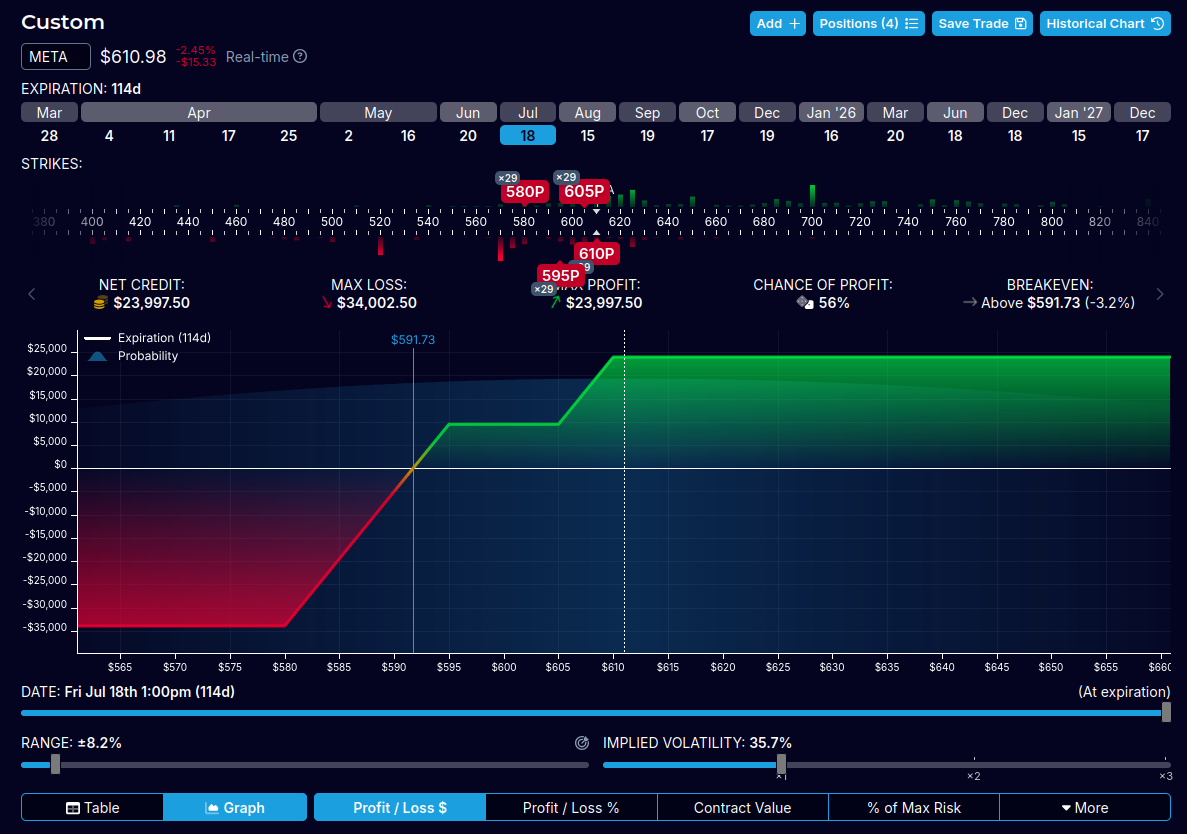 Custom
Add +
Positions (4)
Save Trade
Historical Chart
META
$610.98
-2.45%
-$15.33
Real-time ?
EXPIRATION: 114d
Mar Apr May Jun Jul Aug Sep Oct Dec Jan '26 Mar Jun Dec Jan '27 Dec
28 4 11 17 25 2 16 20 18 15 19 17 19 16 20 18 18 15 17
STRIKES:
×29 ×29
580P 605P
380 400 420 440 460 480 500 520 540 560 580 600 620 640 660 680 700 720 740 760 780 800 820 840
610P
595P
×29
NET CREDIT: MAX LOSS: MAX PROFIT: CHANCE OF PROFIT: BREAKEVEN:
$23,997.50 $34,002.50 $23,997.50 56% Above $591.73 (-3.2%)
Expiration (114d)
Probability
$591.73
$25,000
$20,000
$15,000
$10,000
$5,000
$0
-$5,000
-$10,000
-$15,000
-$20,000
-$25,000
-$30,000
-$35,000
$565 $570 $575 $580 $585 $590 $595 $600 $605 $610 $615 $620 $625 $630 $635 $640 $645 $650 $655 $660
DATE: Fri Jul 18th 1:00pm (114d)
(At expiration)
RANGE: ±8.2%
IMPLIED VOLATILITY: 35.7%
×1 ×2 ×3
Table Graph Profit / Loss $ Profit / Loss % Contract Value % of Max Risk More